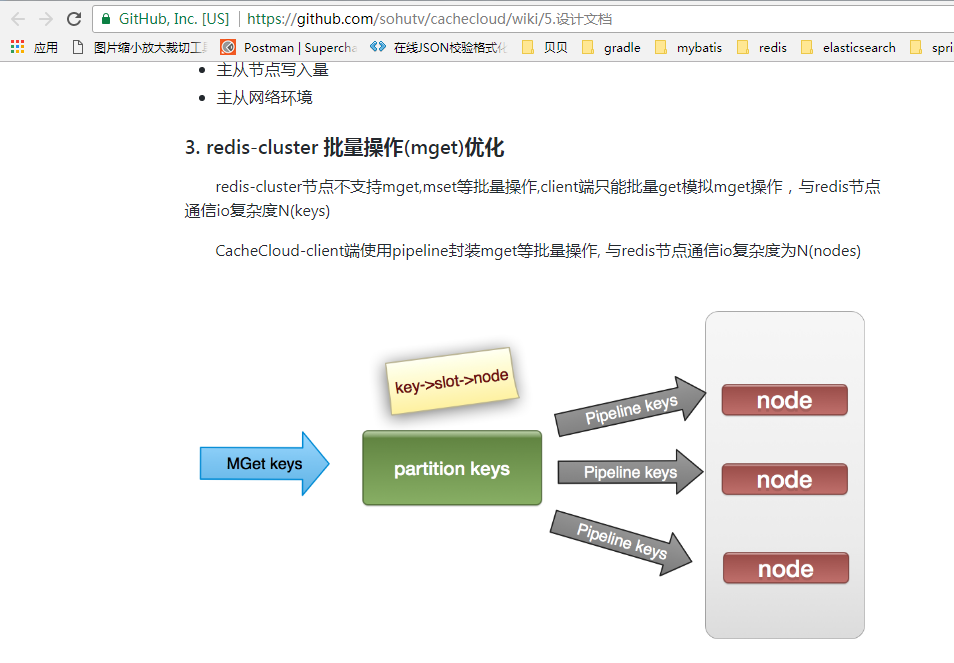 GitHub, Inc. [US] | https://github.com/sohutv/cachecloud/wiki/5.设计文档
应用 图片缩小放大裁切工 Postman | Supercha 在线JSON校验格式化 贝贝 gradle mybatis redis elasticsearch spri
主从节点写入量
主从网络环境
3. redis-cluster 批量操作(mget)优化
redis-cluster节点不支持mget,mset等批量操作,client端只能批量get模拟mget操作，与redis节点
通信io复杂度N(keys)
CacheCloud-client端使用pipeline封装mget等批量操作, 与redis节点通信io复杂度为N(nodes)
key->slot->node
MGet keys
partition keys
Pipeline keys
Pipeline keys
Pipeline keys
node
node
node